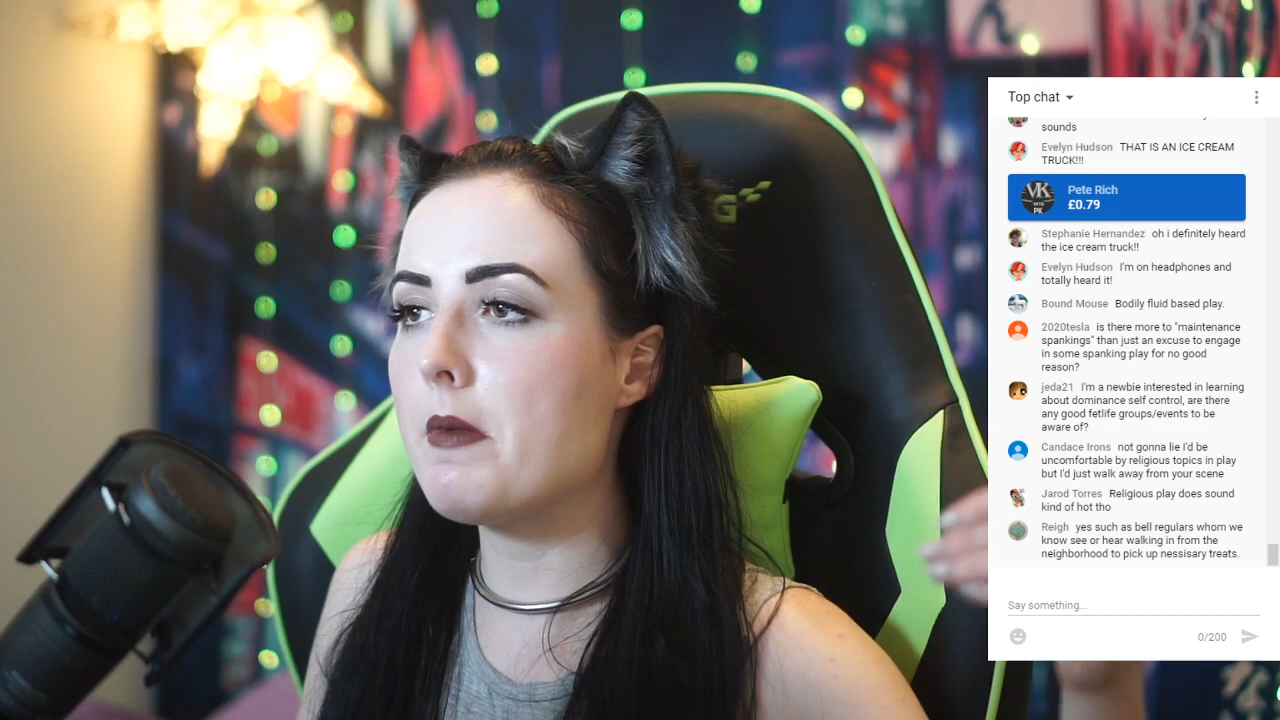 Top chat
sounds
Evelyn Hudson THAT IS AN ICE CREAM
TRUCK!!!
VK
WITH
PK
Pete Rich
£0.79
Stephanie Hernandez oh i definitely heard
the ice cream truck!!
Evelyn Hudson I'm on headphones and
totally heard it!
Bound Mouse Bodily fluid based play.
2020tesla is there more to "maintenance
spankings" than just an excuse to engage
in some spanking play for no good
reason?
jeda21 I'm a newbie interested in learning
about dominance self control, are there
any good fetlife groups/events to be
aware of?
Candace Irons not gonna lie I'd be
uncomfortable by religious topics in play
but I'd just walk away from your scene
Jarod Torres Religious play does sound
kind of hot tho
Reigh yes such as bell regulars whom we
know see or hear walking in from the
neighborhood to pick up nessisary treats.
Say something...
0/200
G